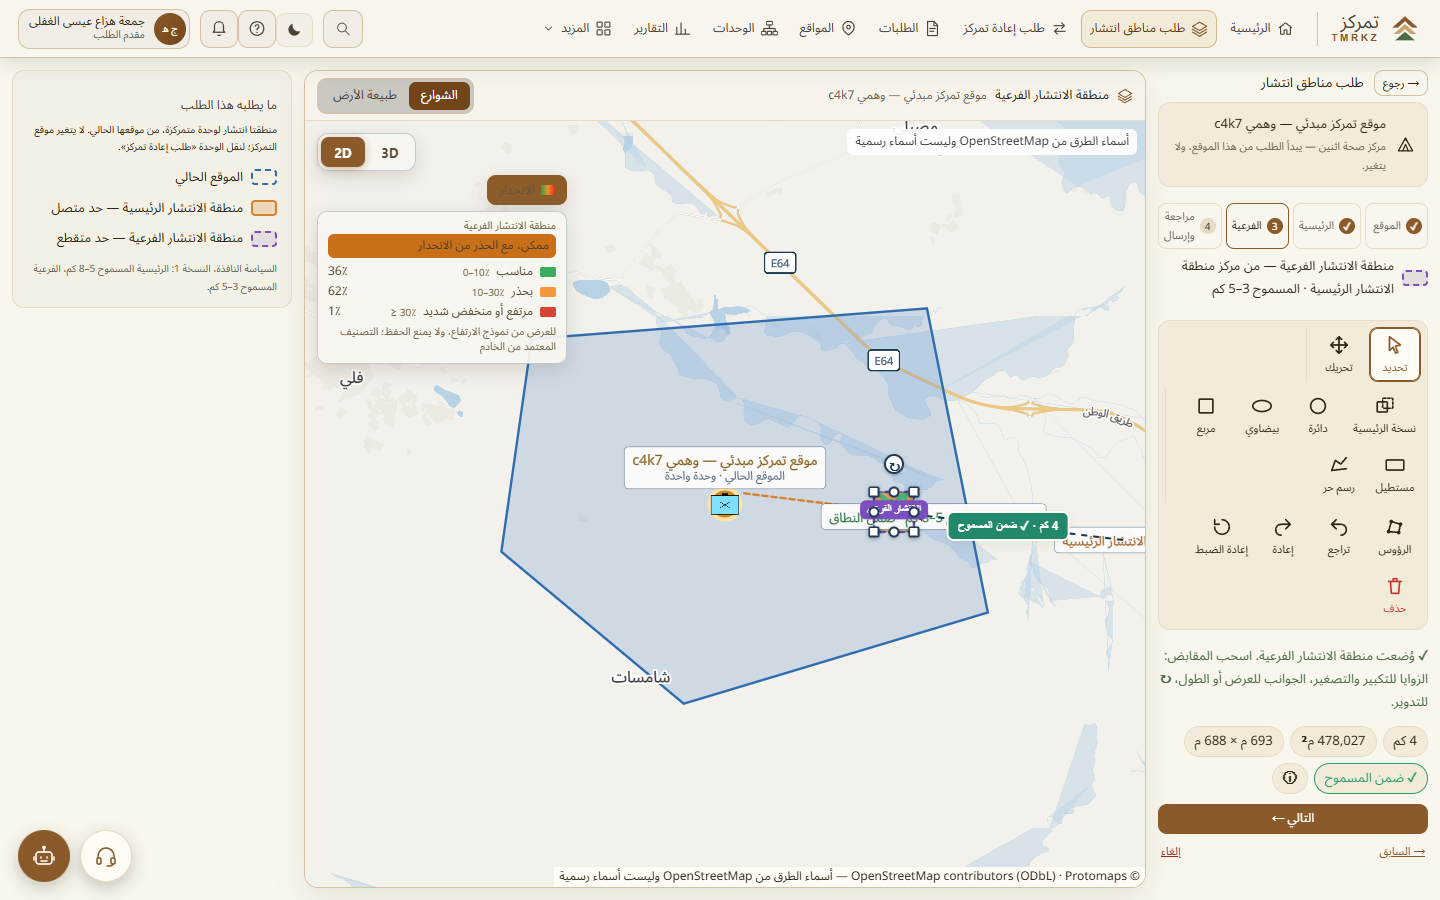 تمركز
TMRKZ
الرئيسية
طلب مناطق انتشار
طلب إعادة تمركز
الطلبات
المواقع
الوحدات
التقارير
المزيد
جمعة هزاع عيسى الغفلي
مقدم الطلب
ج ه
→ رجوع
طلب مناطق انتشار
موقع تمركز مبدئي — وهمي c4k7
مركز صحة اثنين — يبدأ الطلب من هذا الموقع، ولا
يتغير.
الموقع
الرئيسية
3 الفرعية
4 مراجعة
وإرسال
منطقة الانتشار الفرعية — من مركز منطقة
الانتشار الرئيسية · المسموح 3–5 كم
تحديد
تحريك
نسخة الرئيسية
دائرة
بيضاوي
مربع
مستطيل
رسم حر
الرؤوس
تراجع
إعادة
إعادة الضبط
حذف
✓ وُضعت منطقة الانتشار الفرعية. اسحب المقابض:
الزوايا للتكبير والتصغير، الجوانب للعرض أو الطول، ↻
للتدوير.
4 كم
478,027 م²
693 م × 688 م
✓ ضمن المسموح
التالي ←
→ السابق
إلغاء
منطقة الانتشار الفرعية موقع تمركز مبدئي — وهمي c4k7
الشوارع
طبيعة الأرض
أسماء الطرق من OpenStreetMap وليست أسماء رسمية
2D
3D
الانحدار
منطقة الانتشار الفرعية
ممكن، مع الحذر من الانحدار
مناسب 0–10٪ 36٪
بحذر 10–30٪ 62٪
مرتفع أو منخفض شديد ≥ 30٪ 1٪
للعرض من نموذج الارتفاع، ولا يمنع الحفظ؛ التصنيف
المعتمد من الخادم
E64
E64
فلي
طريق الوطن
موقع تمركز مبدئي — وهمي c4k7
الموقع الحالي · وحدة واحدة
4 كم · ✓ ضمن المسموح
الانتشار الرئيسية
شامسات
© OpenStreetMap contributors (ODbL) · Protomaps — أسماء الطرق من OpenStreetMap وليست أسماء رسمية
ما يطلبه هذا الطلب
منطقتا انتشار لوحدة متمركزة، من موقعها الحالي. لا يتغير موقع
التمركز؛ لنقل الوحدة «طلب إعادة تمركز».
الموقع الحالي
منطقة الانتشار الرئيسية — حد متصل
منطقة الانتشار الفرعية — حد متقطع
السياسة النافذة، النسخة 1: الرئيسية المسموح 5–8 كم، الفرعية
المسموح 3–5 كم.